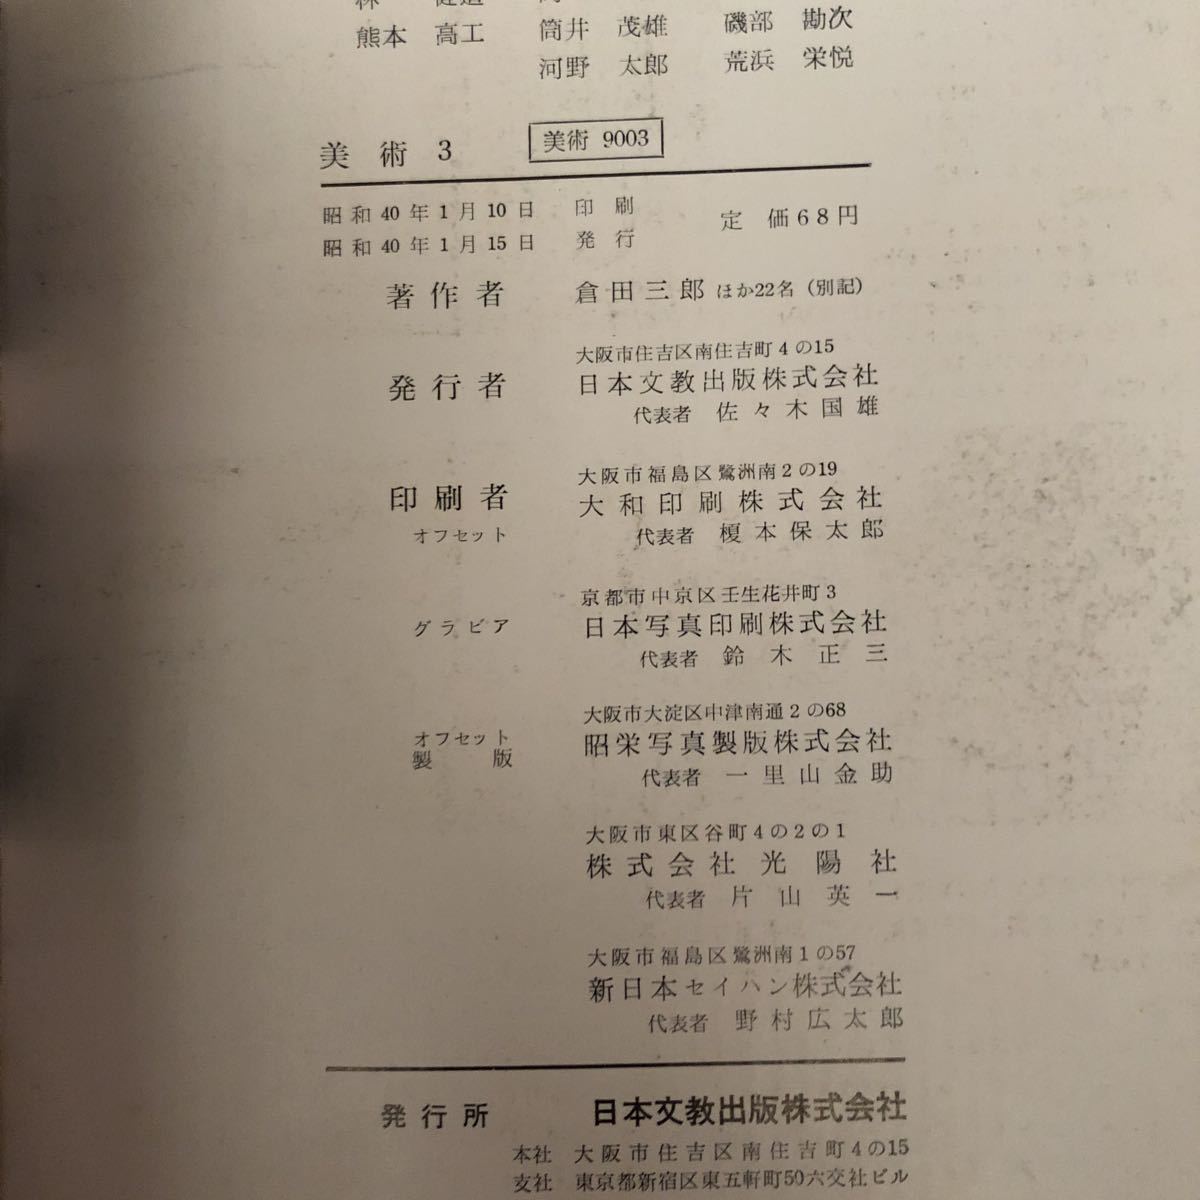 熊本 高工 筒井 茂雄 磯部 勘次
河野 太郎 荒浜 栄悦
美術 3 美術 9003
昭和40年1月10日 印刷
昭和40年1月15日 発行
定 価68円
著作者 倉田三郎 ほか22名(別記)
大阪市住吉区南住吉町4の15
発行者 日本文教出版株式会社
代表者 佐々木国雄
大阪市福島区鷺洲南2の19
印刷者 大和印刷株式会社
オフセット 代表者 榎本保太郎
京都市中京区壬生花井町3
グラビア 日本写真印刷株式会社
代表者 鈴木正三
大阪市大淀区中津南通2の68
オフセット 昭栄写真製版株式会社
製版 代表者 一里山金助
大阪市東区谷町4の2の1
株式会社光陽社
代表者 片山英一
大阪市福島区鷺洲南1の57
新日本セイハン株式会社
代表者 野村広太郎
発行所 日本文教出版株式会社
本社 大阪市住吉区南住吉町4の15
支社 東京都新宿区東五軒町50六交社ビル